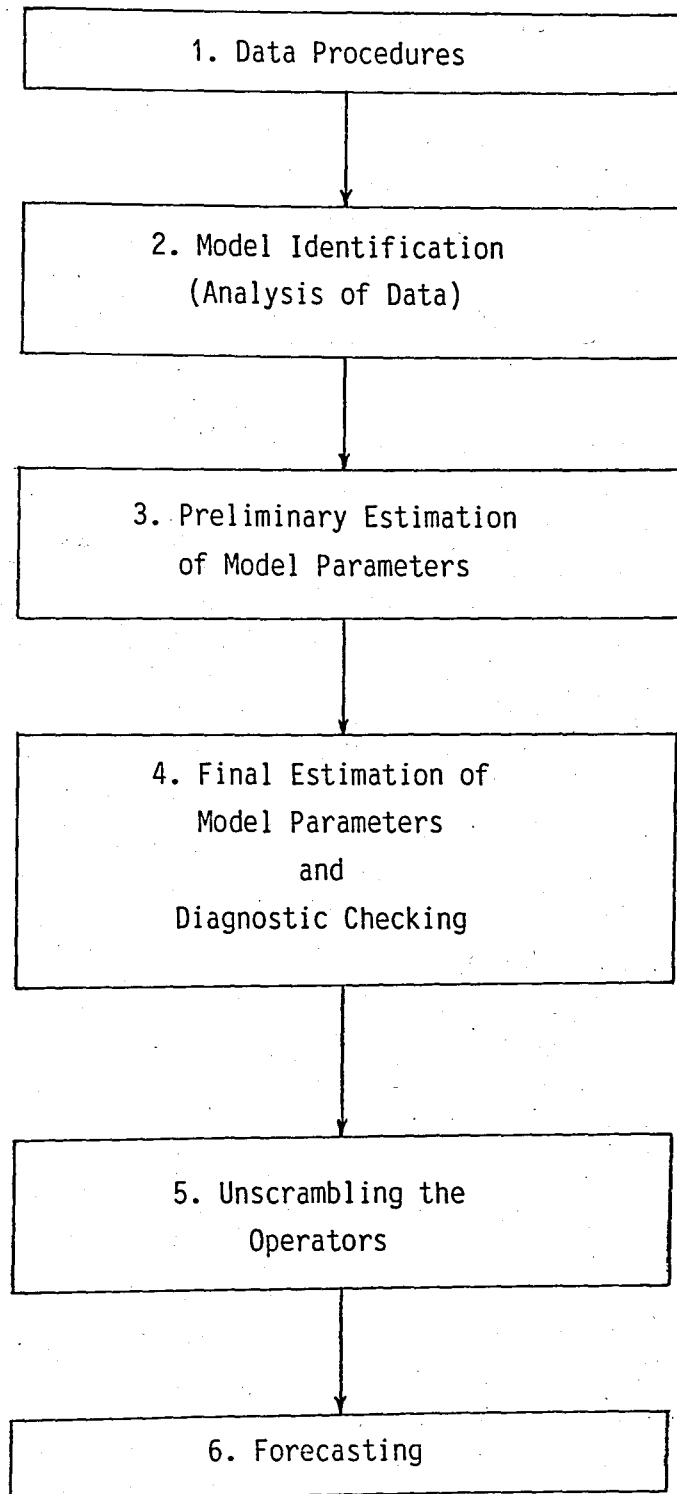 1. Data Procedures
2. Model Identification
(Analysis of Data)
3. Preliminary Estimation
of Model Parameters
4. Final Estimation of
Model Parameters
and
Diagnostic Checking
5. Unscrambling the
Operators
6. Forecasting